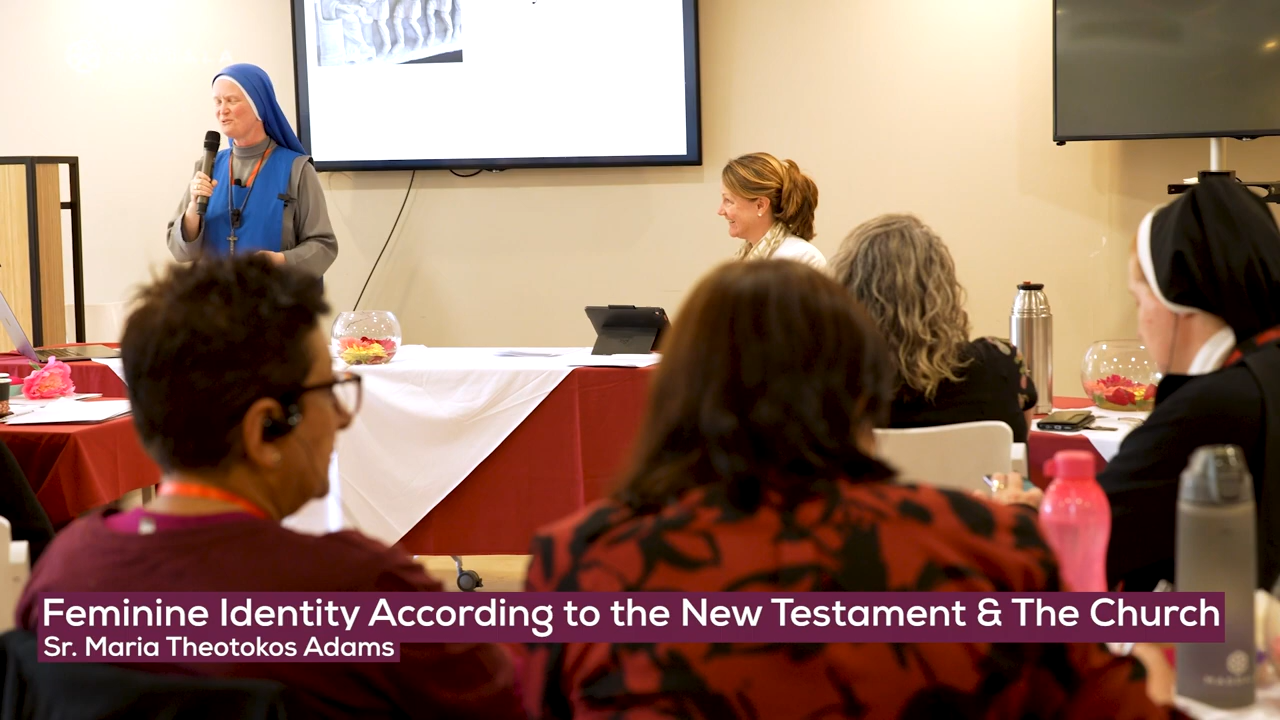 Feminine Identity According to the New Testament & The Church
Sr. Maria Theotokos Adams